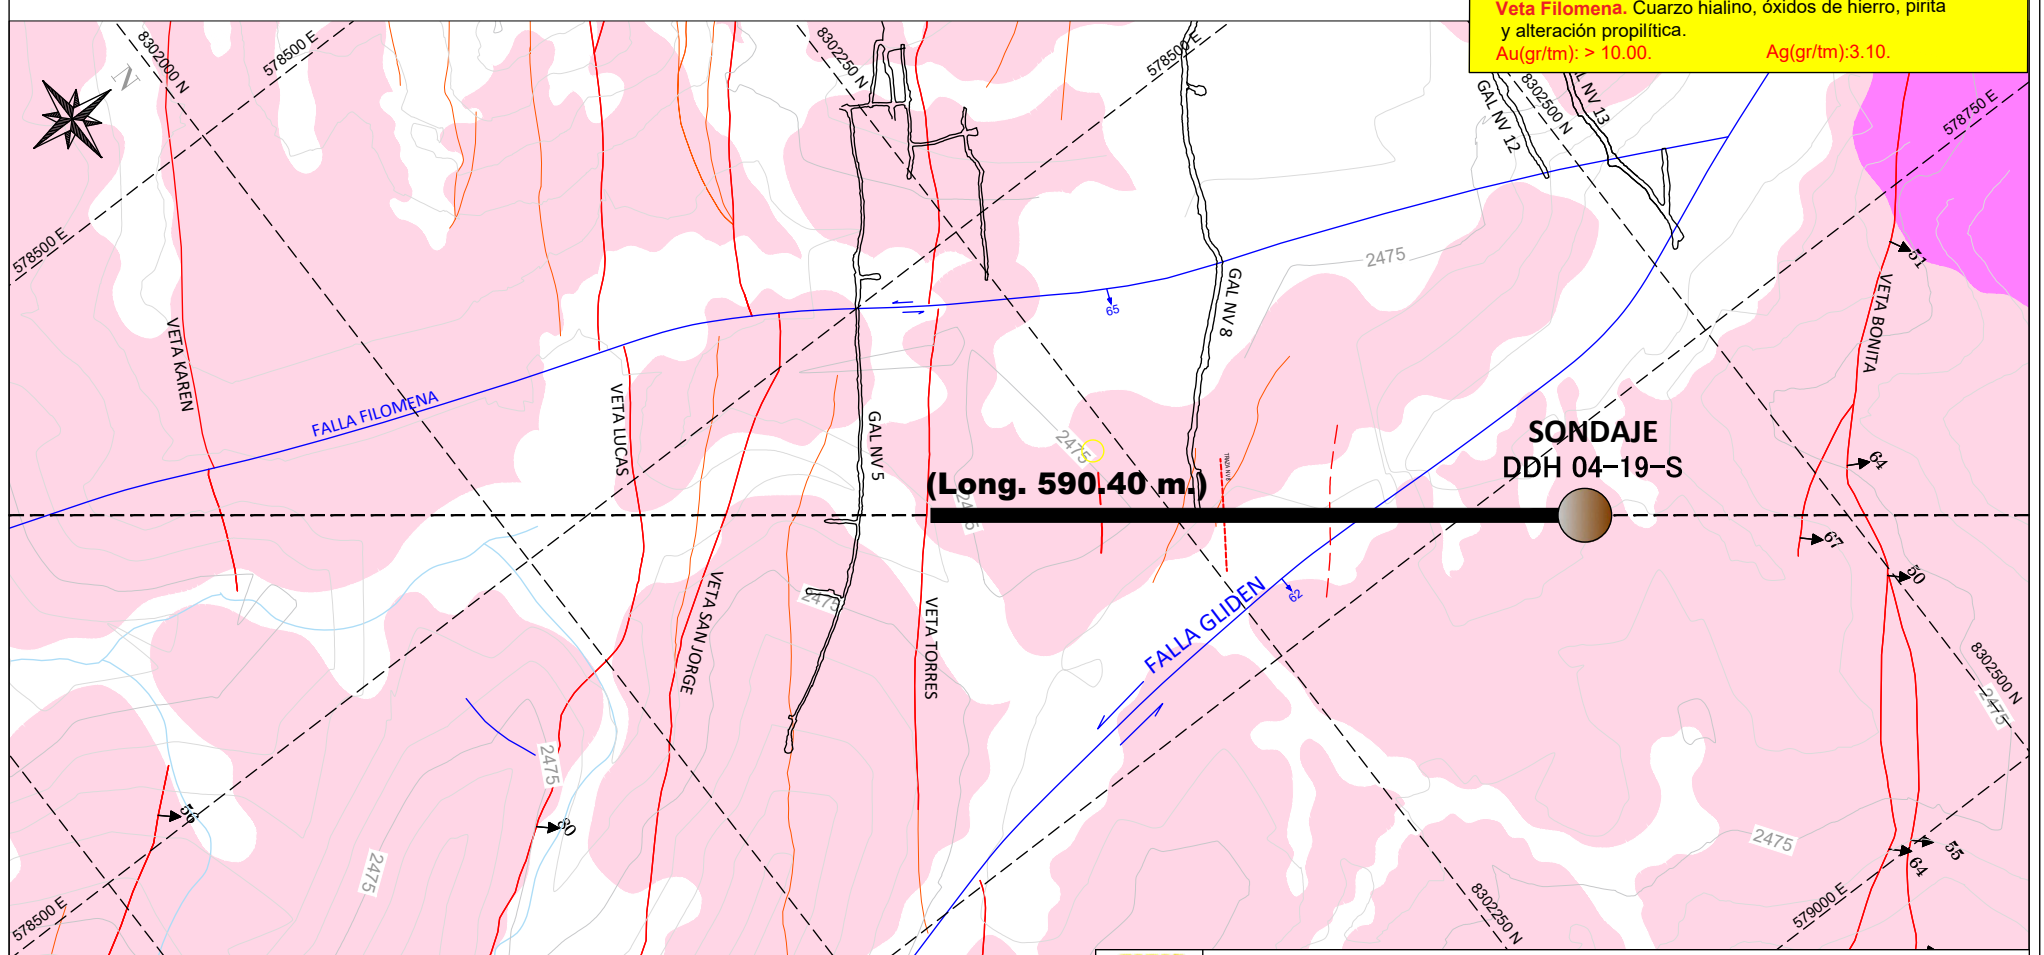 Veta Filomena. Cuarzo hialino, óxidos de hierro, pirita
y alteración propilítica.
Au(gr/tm): > 10.00. Ag(gr/tm):3.10.
N
8302000 N
578500 E
8302250 N
578500 E
GAL NV 12
8302500 N
GAL NV 13
578750 E
578500 E
2475
51
65
GAL NV 8
VETA KAREN
VETA BONITA
FALLA FILOMENA
VETA LUCAS
GAL NV 5
2475
SONDAJE
DDH 04-19-S
64
(Long. 590.40 m.)
2475
67
50
62
2475
FALLA GLIDEN
VETA SAN JORGE
VETA TORRES
8302500 N
2475
2475
56
80
2475
2475
55
64
578500 E
8302250 N
579000 E